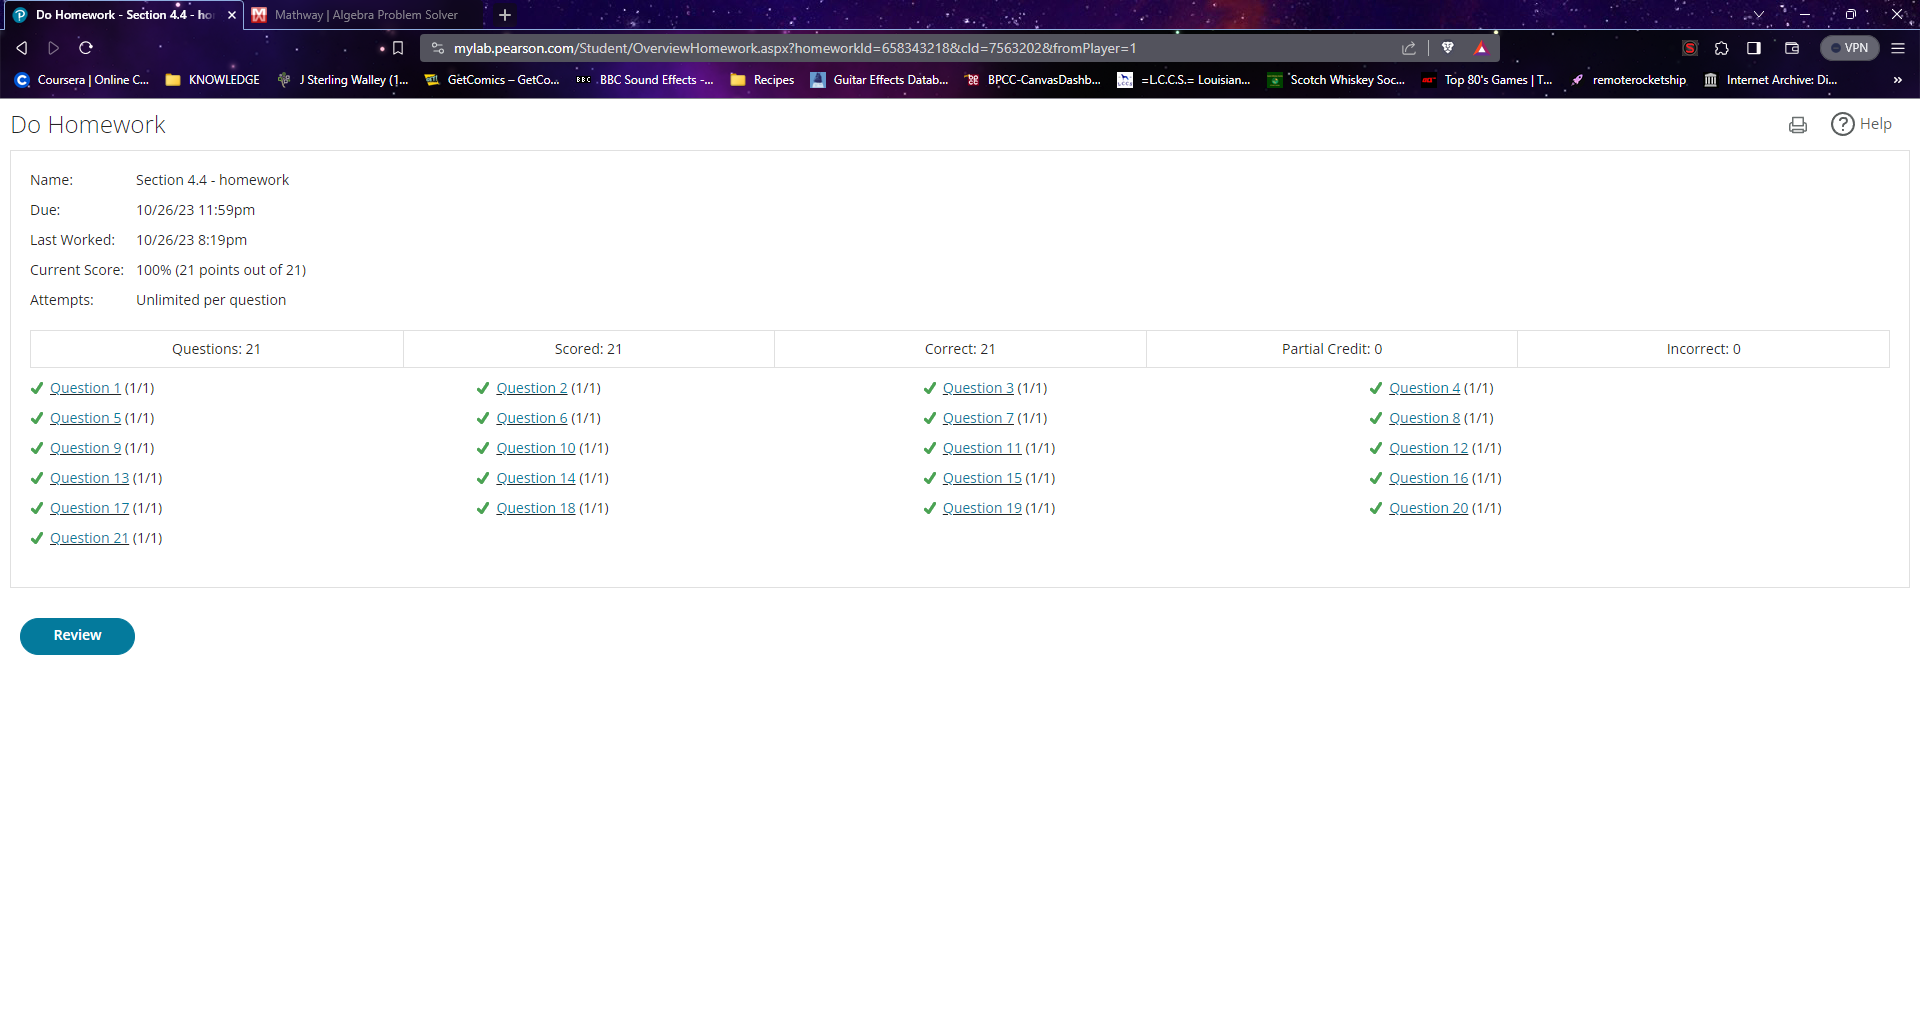 Do Homework - Section 4.4 - ho
Mathway | Algebra Problem Solver
mylab.pearson.com/Student/OverviewHomework.aspx?homeworkId=658343218&cId=7563202&fromPlayer=1
VPN
Coursera | Online C...
KNOWLEDGE
J Sterling Walley (1...
GetComics – GetCo...
BBC
BBC Sound Effects -...
Recipes
Guitar Effects Datab...
BPCC-CanvasDashb...
=L.C.C.S.= Louisian...
Scotch Whiskey Soc...
Top 80's Games | T...
remoterocketship
Internet Archive: Di...
Do Homework
Help
Name: Section 4.4 - homework
Due: 10/26/23 11:59pm
Last Worked: 10/26/23 8:19pm
Current Score: 100% (21 points out of 21)
Attempts: Unlimited per question
Questions: 21 Scored: 21 Correct: 21 Partial Credit: 0 Incorrect: 0
Question 1 (1/1) Question 2 (1/1) Question 3 (1/1) Question 4 (1/1)
Question 5 (1/1) Question 6 (1/1) Question 7 (1/1) Question 8 (1/1)
Question 9 (1/1) Question 10 (1/1) Question 11 (1/1) Question 12 (1/1)
Question 13 (1/1) Question 14 (1/1) Question 15 (1/1) Question 16 (1/1)
Question 17 (1/1) Question 18 (1/1) Question 19 (1/1) Question 20 (1/1)
Question 21 (1/1)
Review